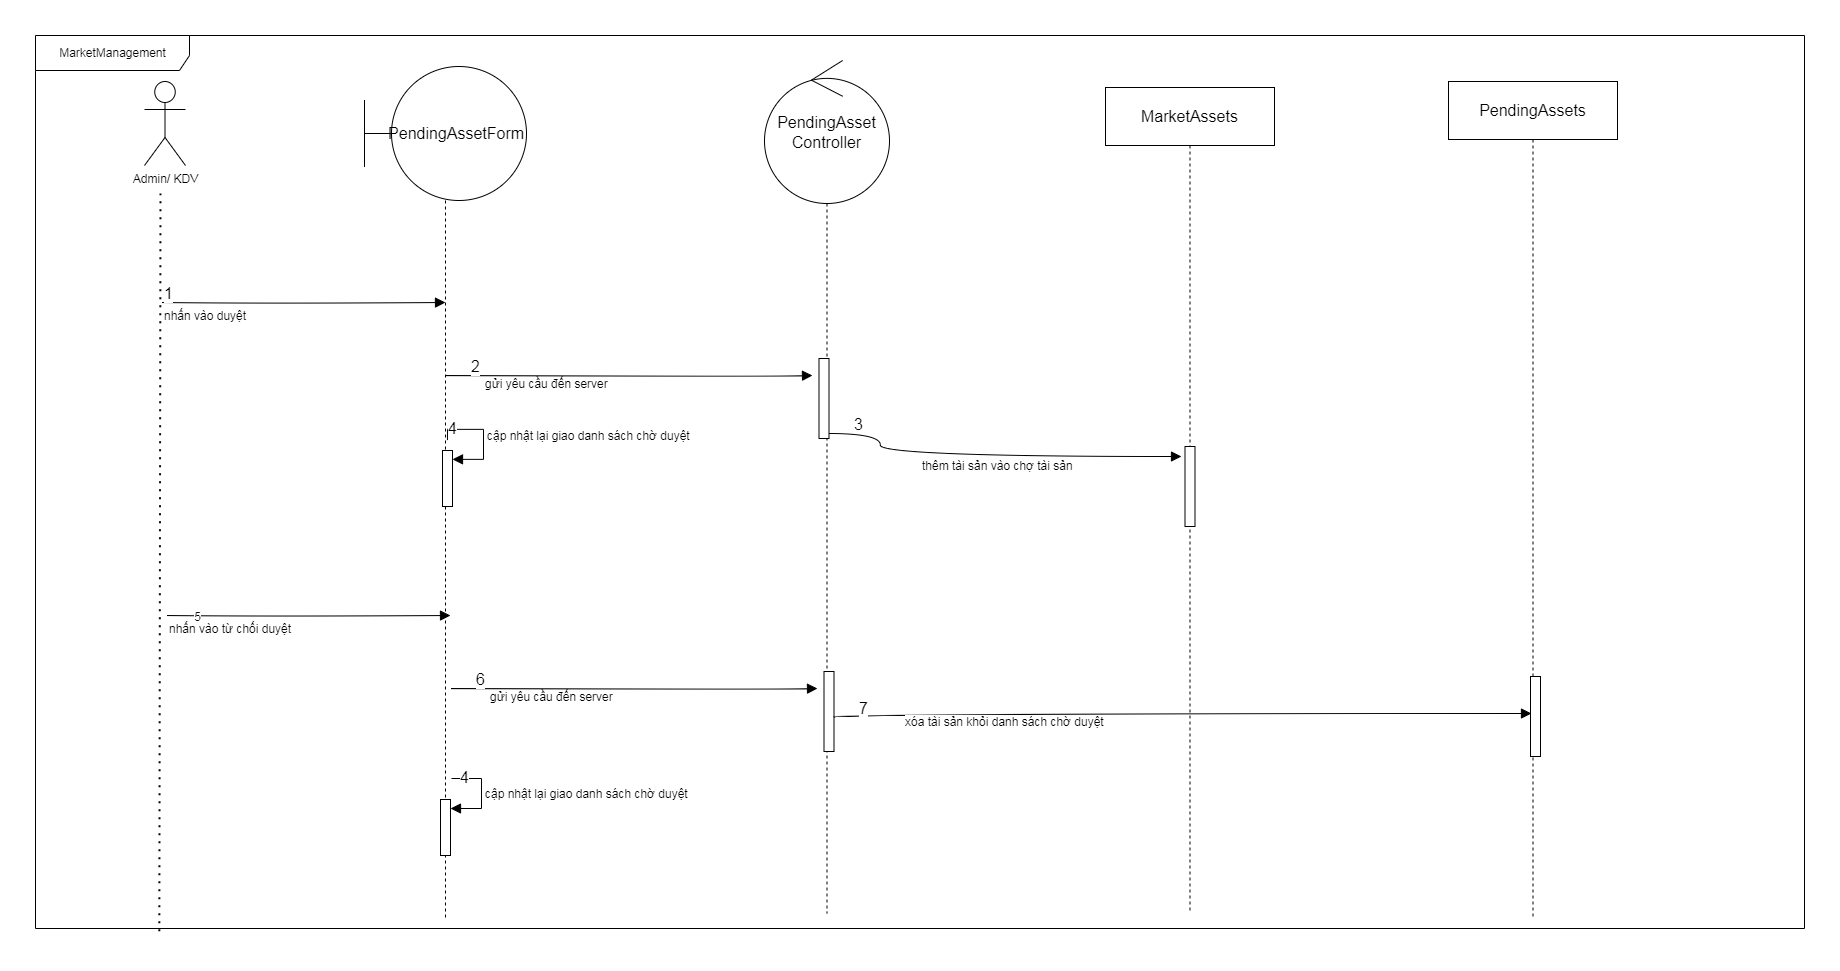 MarketManagement
Admin/ KDV
PendingAssetForm
PendingAsset
Controller
MarketAssets
PendingAssets
1
nhấn vào duyệt
2
gửi yêu cầu đến server
4
cập nhật lại giao danh sách chờ duyệt
3
thêm tài sản vào chợ tài sản
5
nhấn vào từ chối duyệt
6
gửi yêu cầu đến server
7
xóa tài sản khỏi danh sách chờ duyệt
4
cập nhật lại giao danh sách chờ duyệt